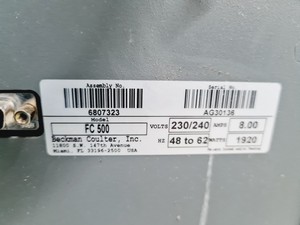 Assembly No. Serial No.
6807323 AG30136
Model
FC 500 VOLTS 230/240 AMPS 8.00
Beckman Coulter, Inc. HZ 48 to 62 WATTS 1920
11800 S.W. 147th Avenue
Miami, FL 33196-2500 USA